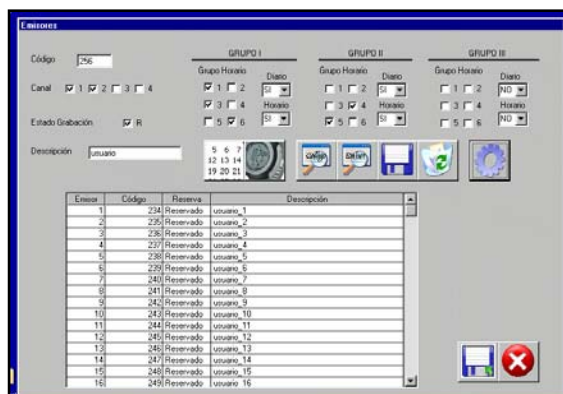 Emisores
Código 256
Canal 1 2 3 4
Estado Grabación R
Descripción usuario
GRUPO I
Grupo Horario Diario
1 2 SI
3 4 Horario
5 6 SI
GRUPO II
Grupo Horario Diario
1 2 SI
3 4 Horario
5 6 SI
GRUPO III
Grupo Horario Diario
1 2 NO
3 4 Horario
5 6 NO
5 6 7
12 13 14
19 20 21
Emisor Código Reserva Descripción
1 234 Reservado usuario_1
2 235 Reservado usuario_2
3 236 Reservado usuario_3
4 237 Reservado usuario_4
5 238 Reservado usuario_5
6 239 Reservado usuario_6
7 240 Reservado usuario_7
8 241 Reservado usuario_8
9 242 Reservado usuario_9
10 243 Reservado usuario_10
11 244 Reservado usuario_11
12 245 Reservado usuario_12
13 246 Reservado usuario_13
14 247 Reservado usuario_14
15 248 Reservado usuario_15
16 249 Reservado usuario_16